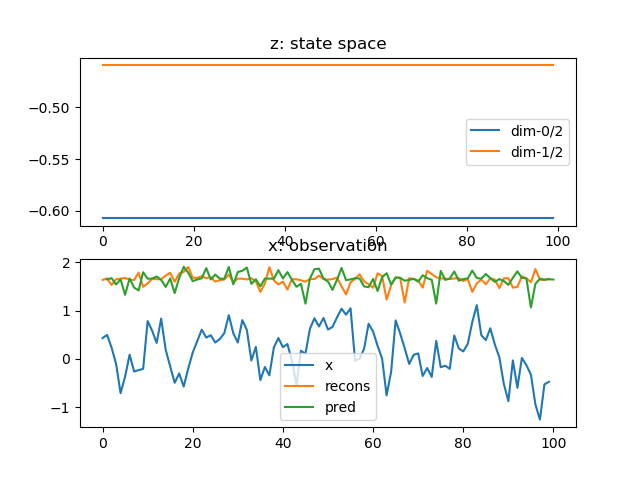 z: state space
−0.50
−0.55
−0.60
dim-0/2
dim-1/2
0 20 40 60 80 100
x: observation
2
1
0
−1
x
recons
pred
0 20 40 60 80 100